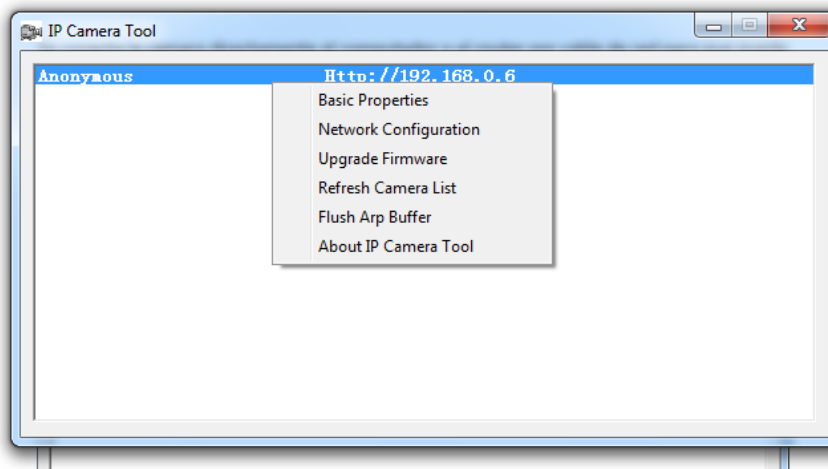 IP Camera Tool
Anonymous Http://192.168.0.6
Basic Properties
Network Configuration
Upgrade Firmware
Refresh Camera List
Flush Arp Buffer
About IP Camera Tool